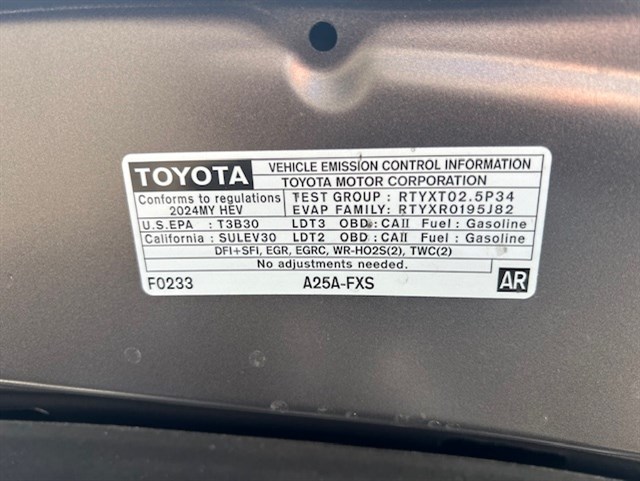 TOYOTA VEHICLE EMISSION CONTROL INFORMATION
TOYOTA MOTOR CORPORATION
Conforms to regulations TEST GROUP : RTYXT02.5P34
2024MY HEV EVAP FAMILY: RTYXR0195J82
U.S.EPA : T3B30 LDT3 OBD : CAII Fuel : Gasoline
California : SULEV30 LDT2 OBD : CAII Fuel : Gasoline
DFI+SFI, EGR, EGRC, WR-HO2S(2), TWC(2)
No adjustments needed.
F0233 A25A-FXS AR